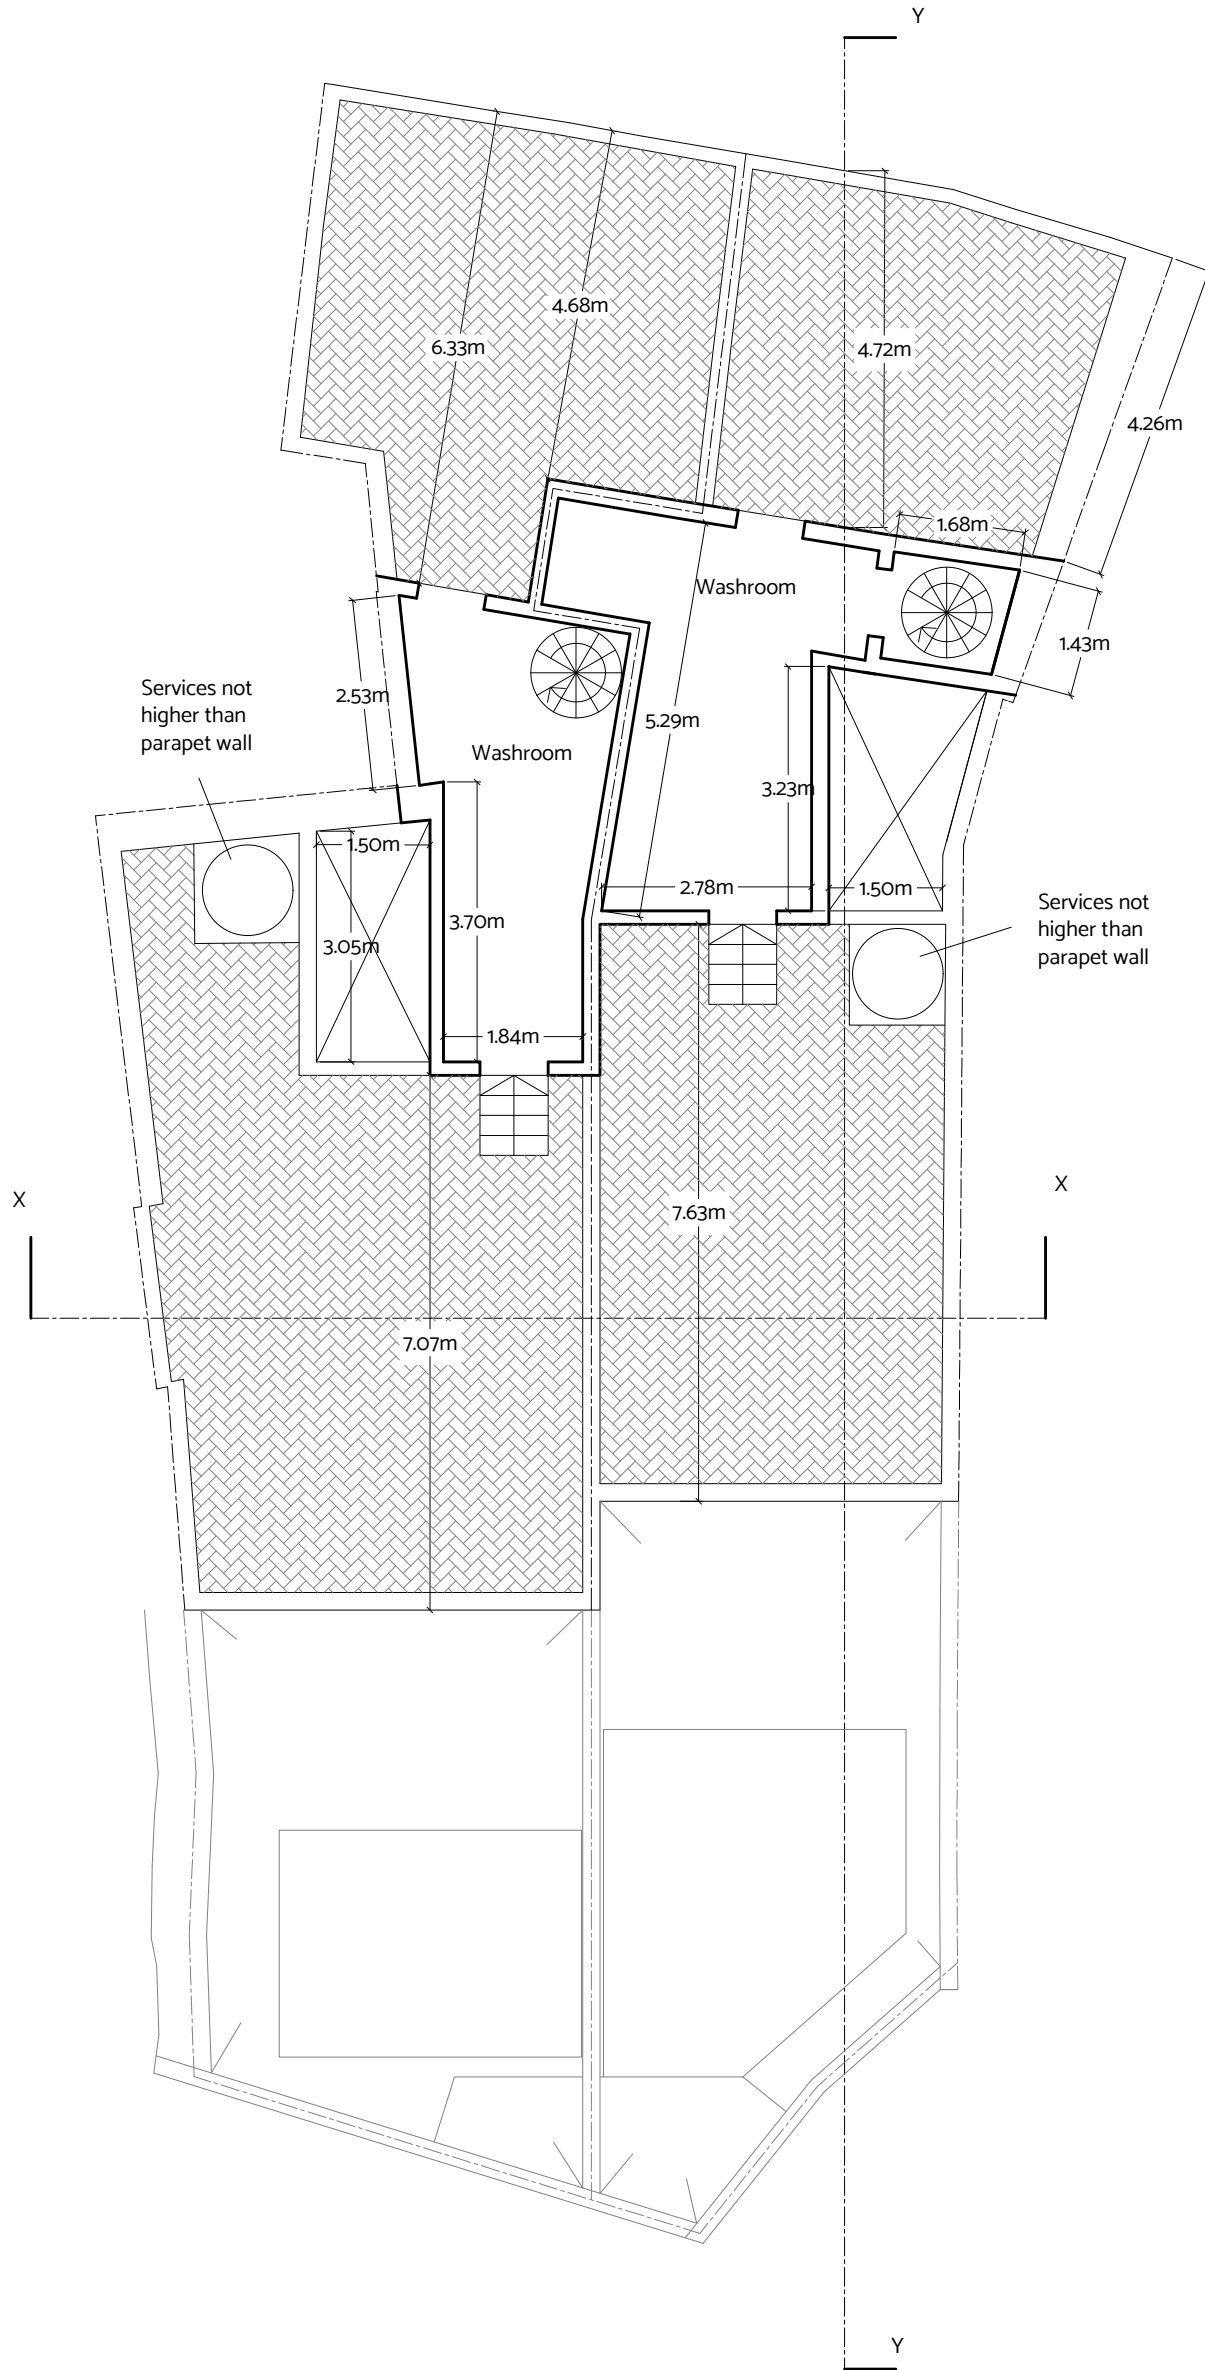 Y
4.68m
6.33m
4.72m
4.26m
1.68m
Washroom
1.43m
Services not
higher than
parapet wall
2.53m
5.29m
Washroom
3.23m
1.50m
2.78m
1.50m
Services not
higher than
parapet wall
3.70m
3.05m
1.84m
X
X
7.63m
7.07m
Y